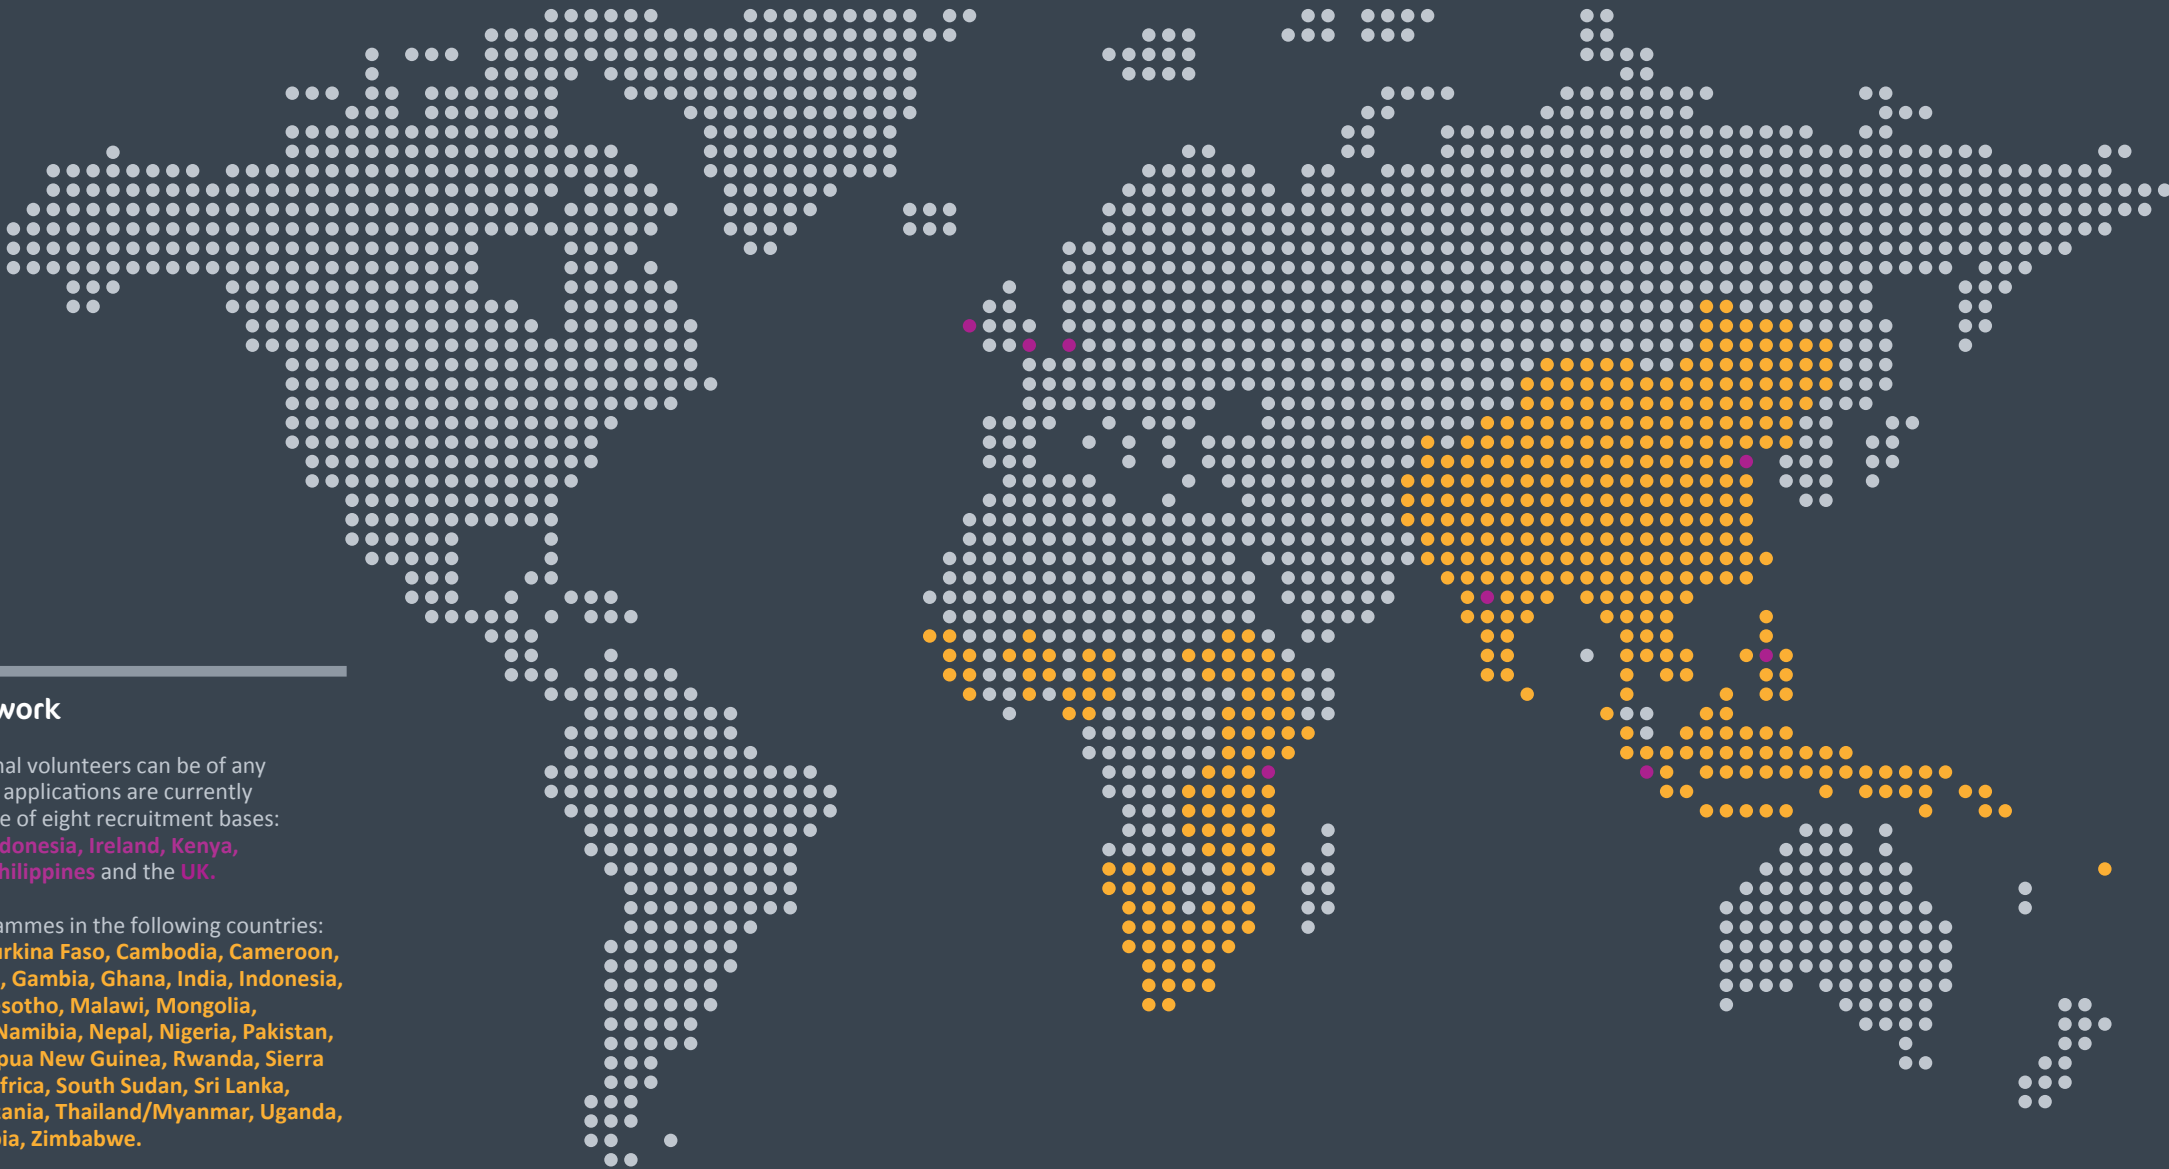 work
nal volunteers can be of any
applications are currently
e of eight recruitment bases:
donesia, Ireland, Kenya,
hilippines and the UK.
ammes in the following countries:
urkina Faso, Cambodia, Cameroon,
, Gambia, Ghana, India, Indonesia,
esotho, Malawi, Mongolia,
Namibia, Nepal, Nigeria, Pakistan,
pua New Guinea, Rwanda, Sierra
frica, South Sudan, Sri Lanka,
ania, Thailand/Myanmar, Uganda,
ia, Zimbabwe.